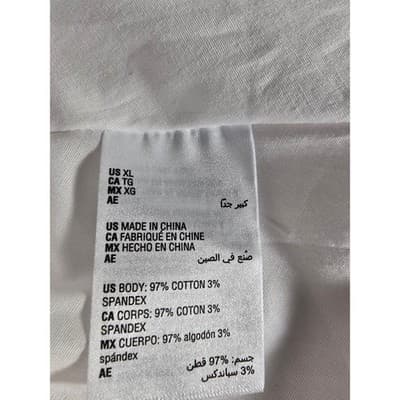 US XL
CA TG
MX XG
AE كبير جدًا
US MADE IN CHINA
CA FABRIQUÉ EN CHINE
MX HECHO EN CHINA
AE صُنع في الصين
US BODY: 97% COTTON 3%
SPANDEX
CA CORPS: 97% COTON 3%
SPANDEX
MX CUERPO: 97% algodón 3%
spándex
AE جسم: 97% قطن
3% سباندكس